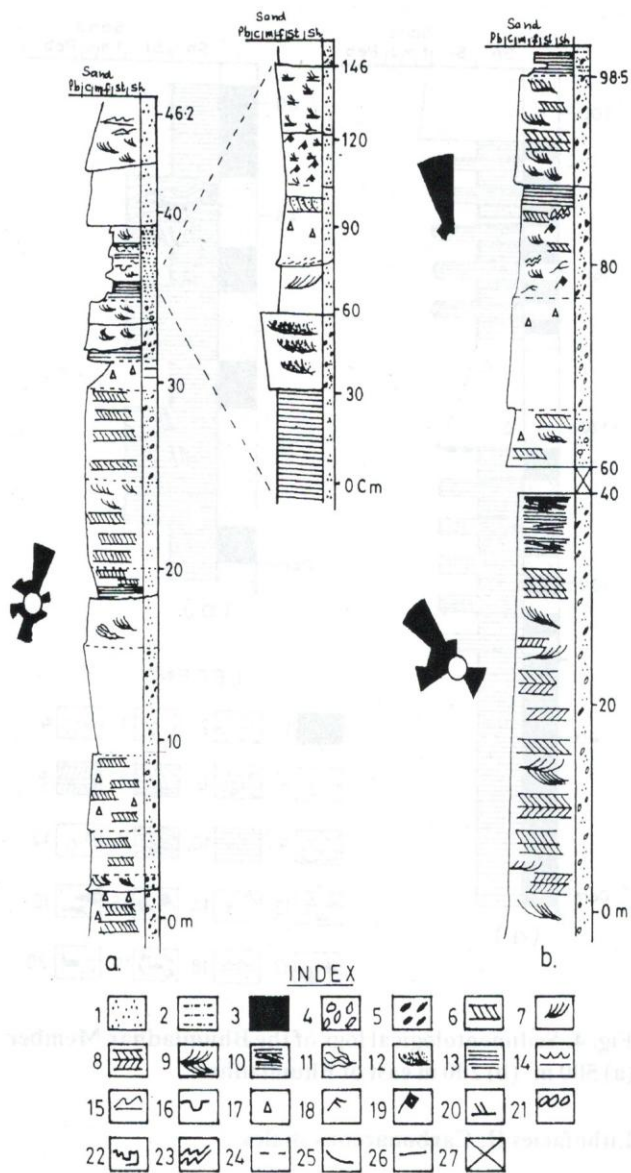 Sand
Pb|c|m|f|st|sh
46·2
40
30
20
10
0 m
a.
Sand
Pb|c|m|f|st|sh
146
120
90
60
30
0 Cm
Sand
Pb|c|m|f|st|sh
98·5
80
60
40
20
0 m
b.
INDEX
1 2 3 4 5 6 7
8 9 10 11 12 13 14
15 16 17 18 19 20 21
22 23 24 25 26 27